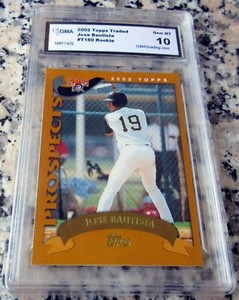 GMA
2002 Topps Traded
Jose Bautista
#T180 Rookie
Gem MT
10
GMAGrading.com
2002 TOPPS
PROSPECTS
19
JOSE BAUTISTA
Topps